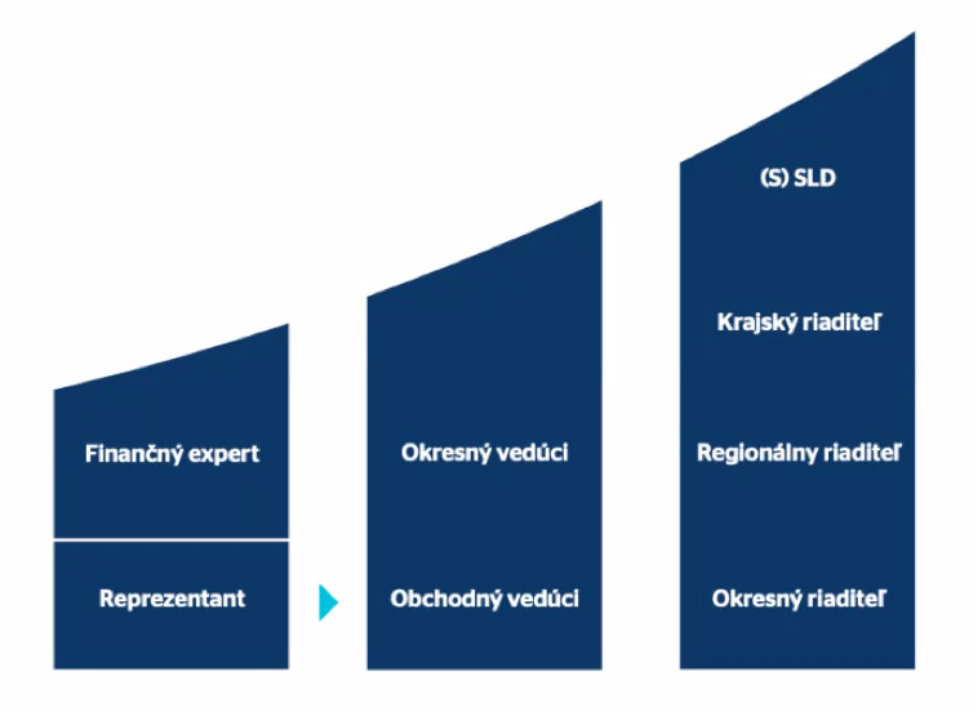 Finančný expert
Reprezentant
Okresný vedúci
Obchodný vedúci
(S) SLD
Krajský riaditeľ
Regionálny riaditeľ
Okresný riaditeľ